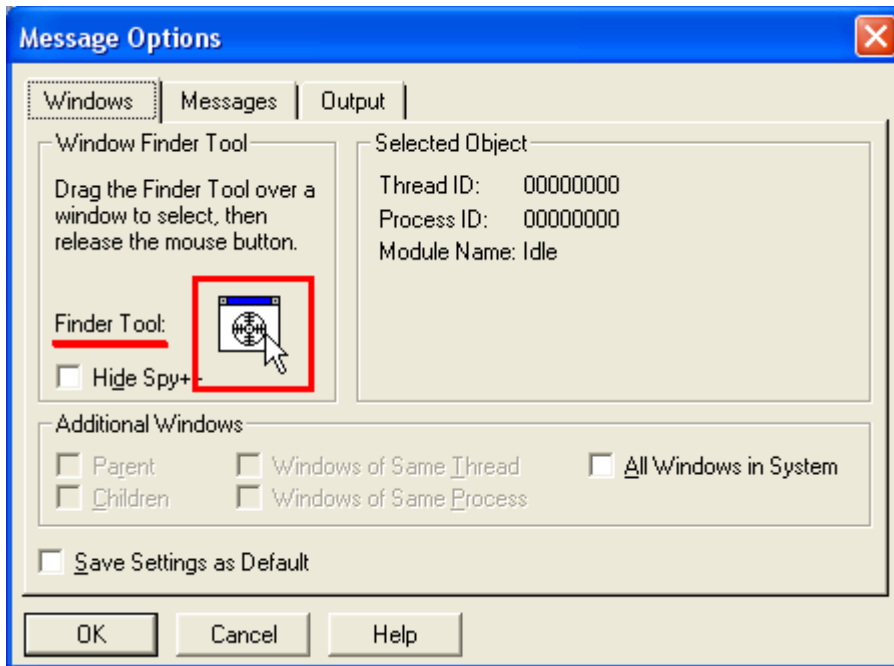 Message Options
Windows Messages Output
Window Finder Tool
Drag the Finder Tool over a
window to select, then
release the mouse button.
Finder Tool:
Hide Spy+
Selected Object
Thread ID: 00000000
Process ID: 00000000
Module Name: Idle
Additional Windows
Parent
Windows of Same Thread
All Windows in System
Children
Windows of Same Process
Save Settings as Default
OK Cancel Help